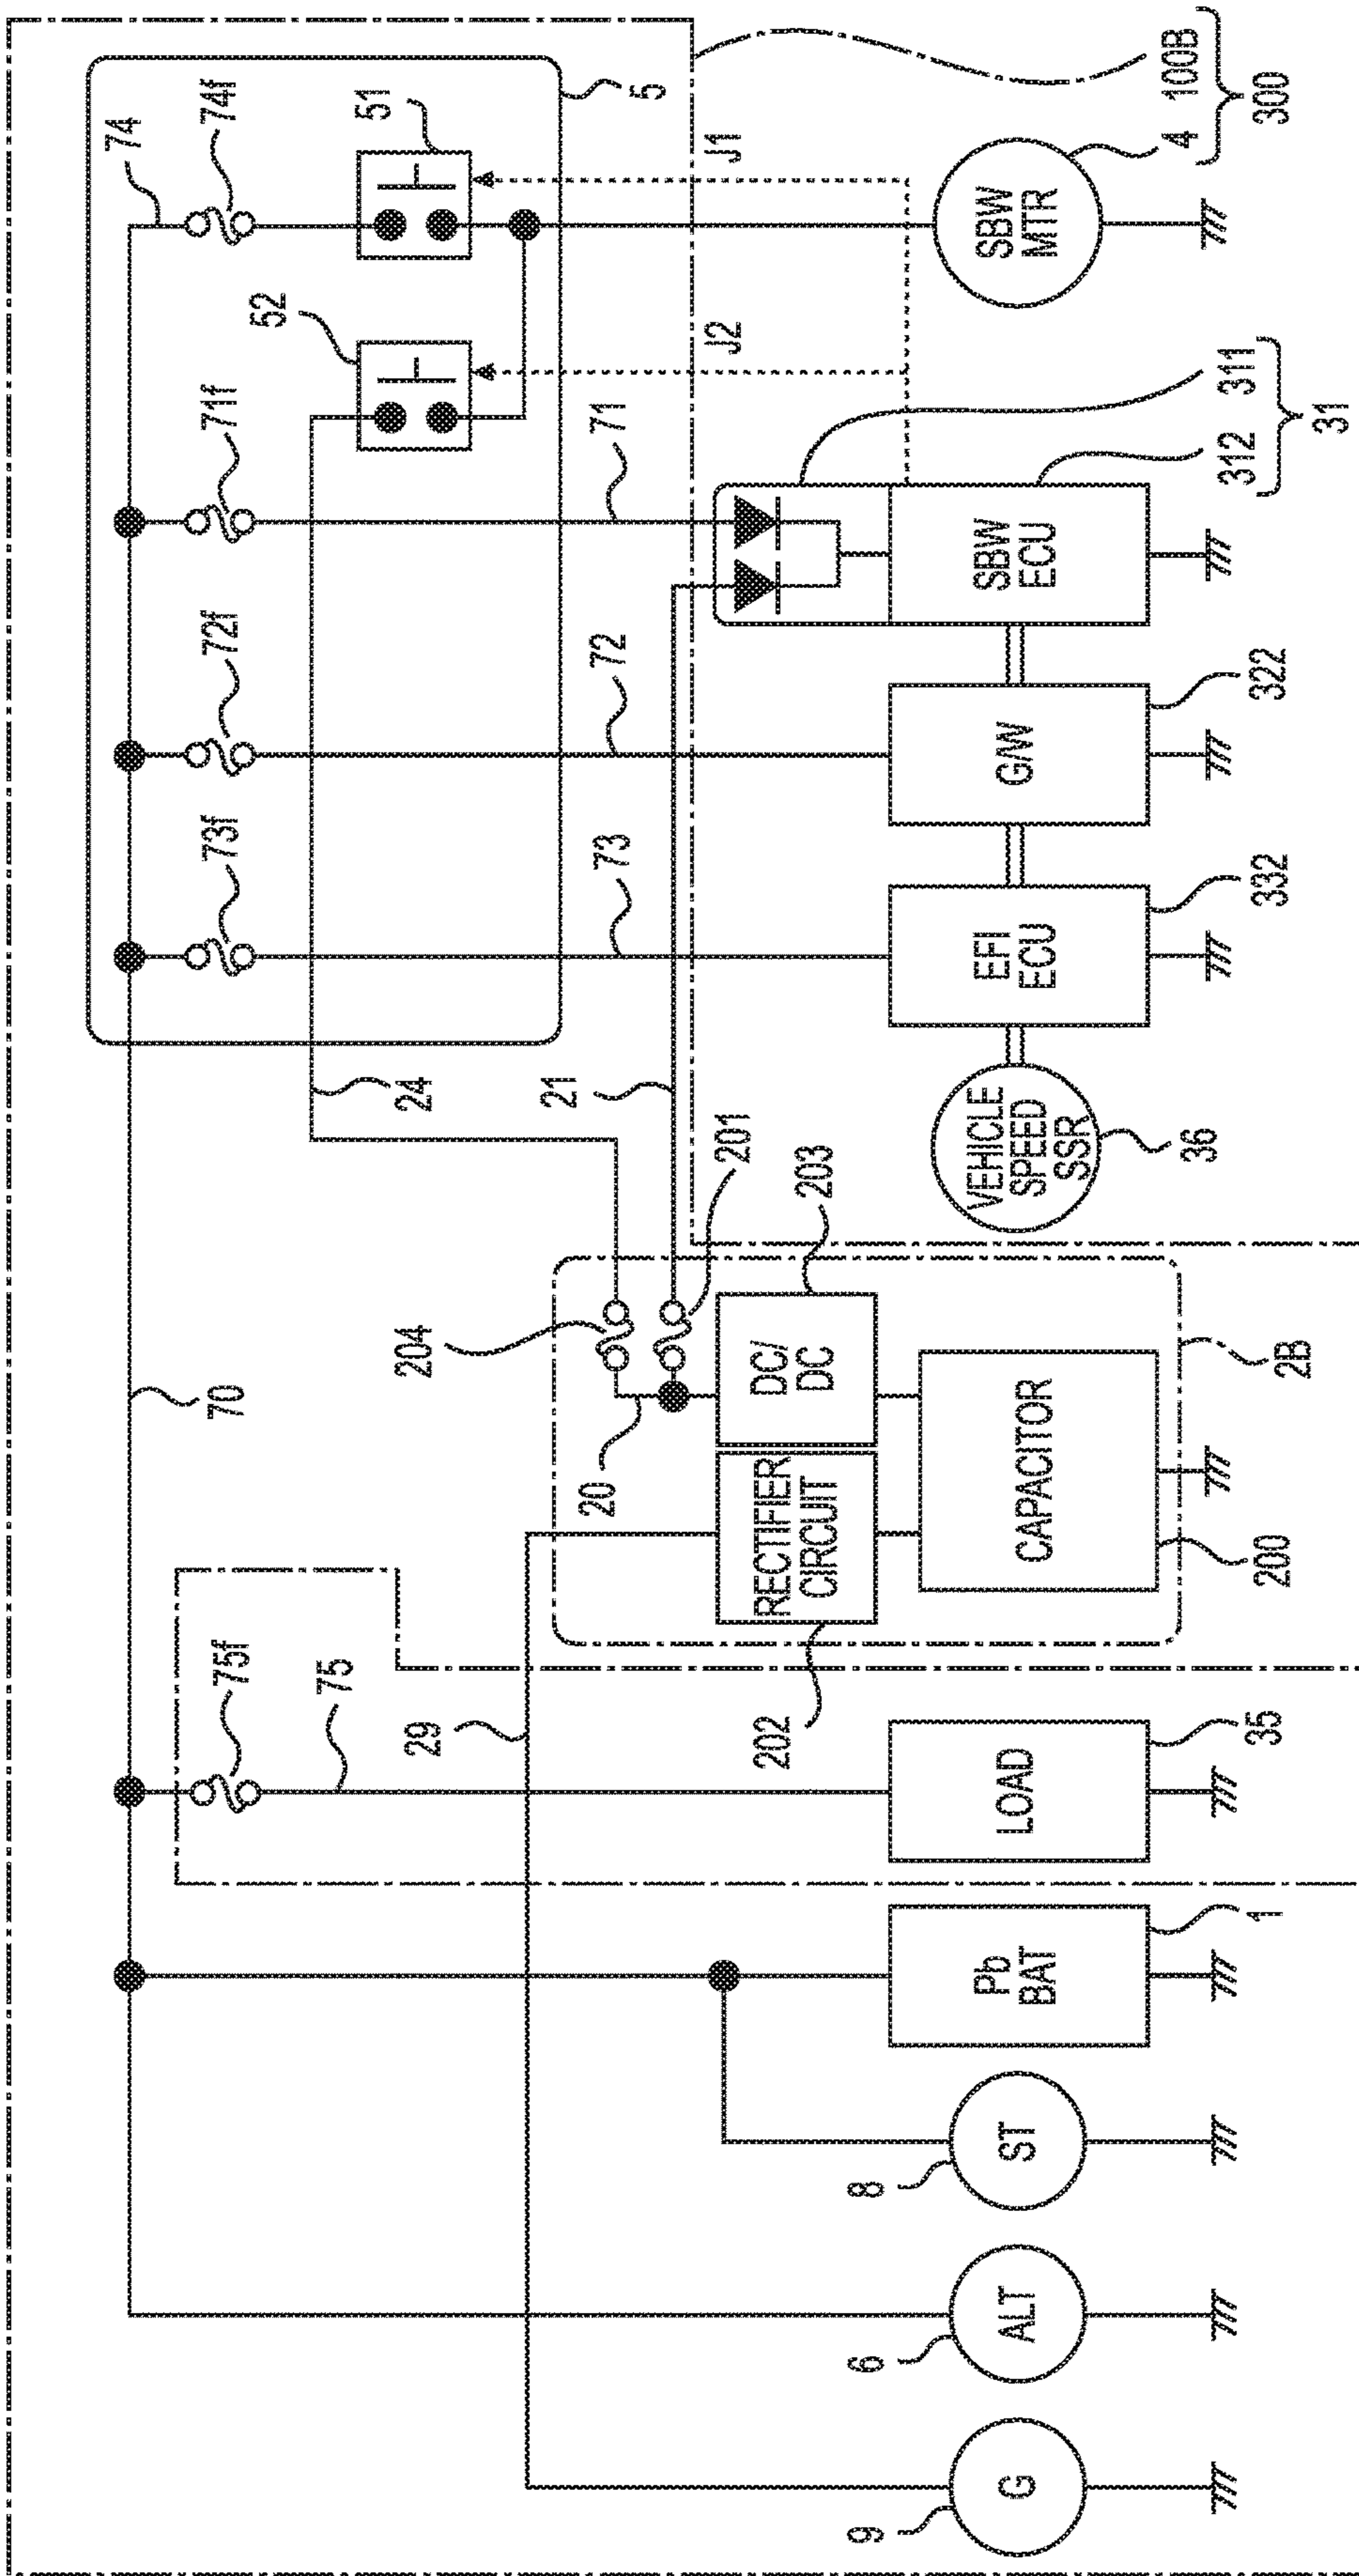 100B
300
4
SBW
MTR
74
74f
51
5
J1
52
J2
71f
71
311
312
31
SBW
ECU
72f
72
322
G/W
73f
73
332
EFI
ECU
24
21
201
203
36
VEHICLE
SPEED
SSR
204
DC/
DC
2B
70
20
RECTIFIER
CIRCUIT
CAPACITOR
200
202
75f
75
29
35
LOAD
1
Pb
BAT
8
ST
6
ALT
9
G